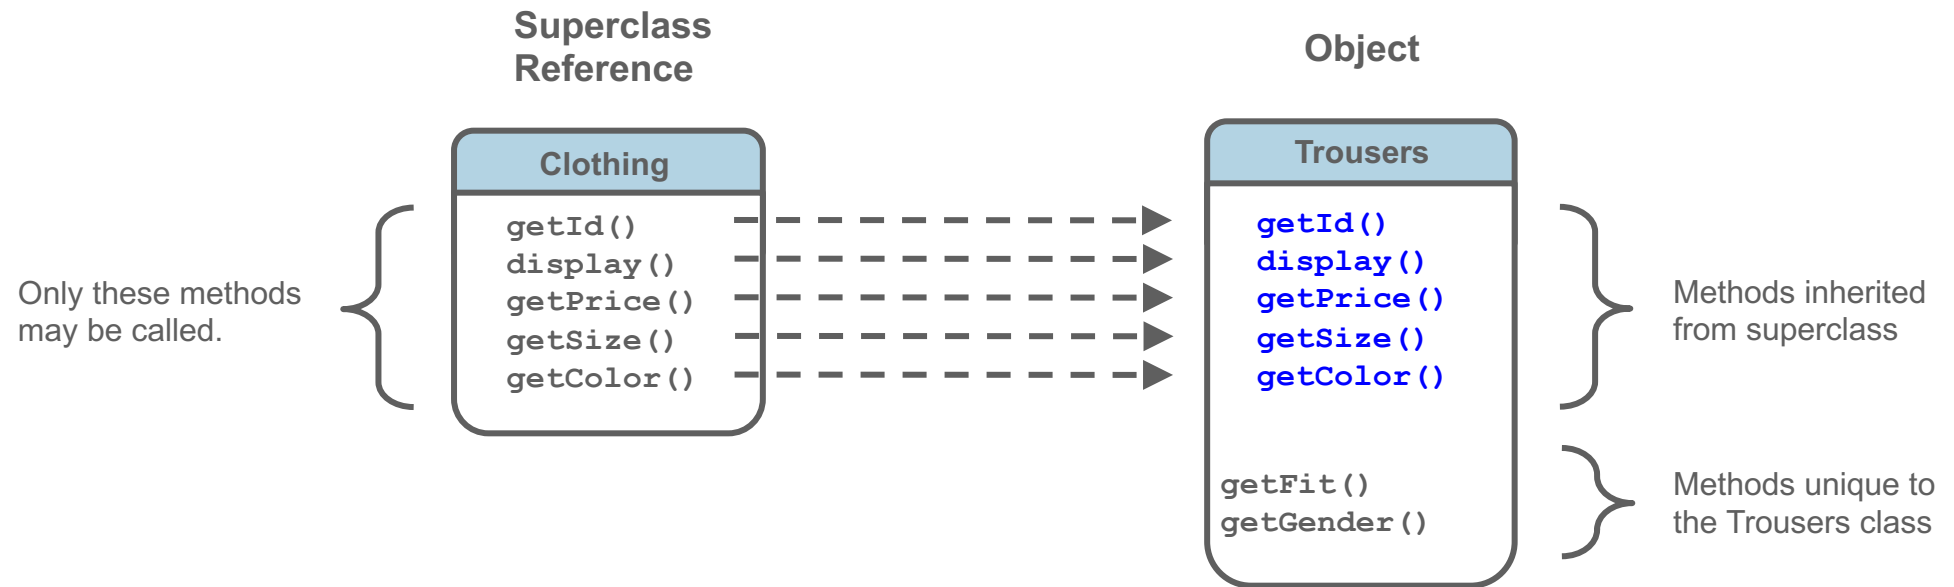 Superclass
Reference
Object
Clothing
getId()
display()
getPrice()
getSize()
getColor()
Only these methods
may be called.
Trousers
getId()
display()
getPrice()
getSize()
getColor()
getFit()
getGender()
Methods inherited
from superclass
Methods unique to
the Trousers class